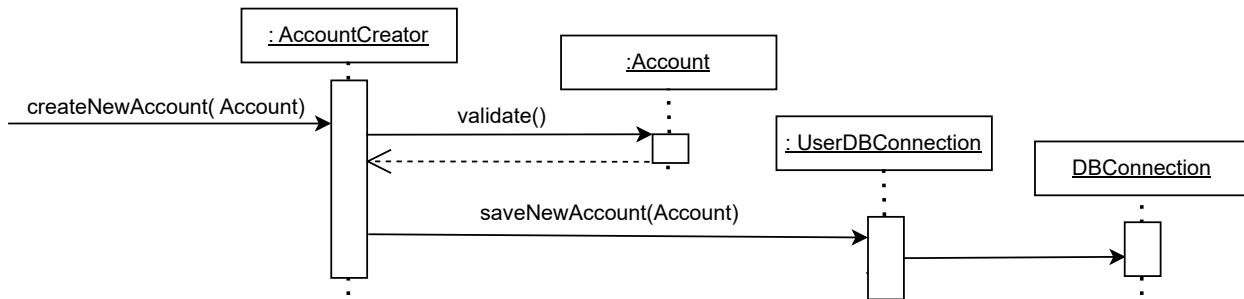 : AccountCreator
:Account
createNewAccount( Account)
validate()
: UserDBConnection
DBConnection
saveNewAccount(Account)